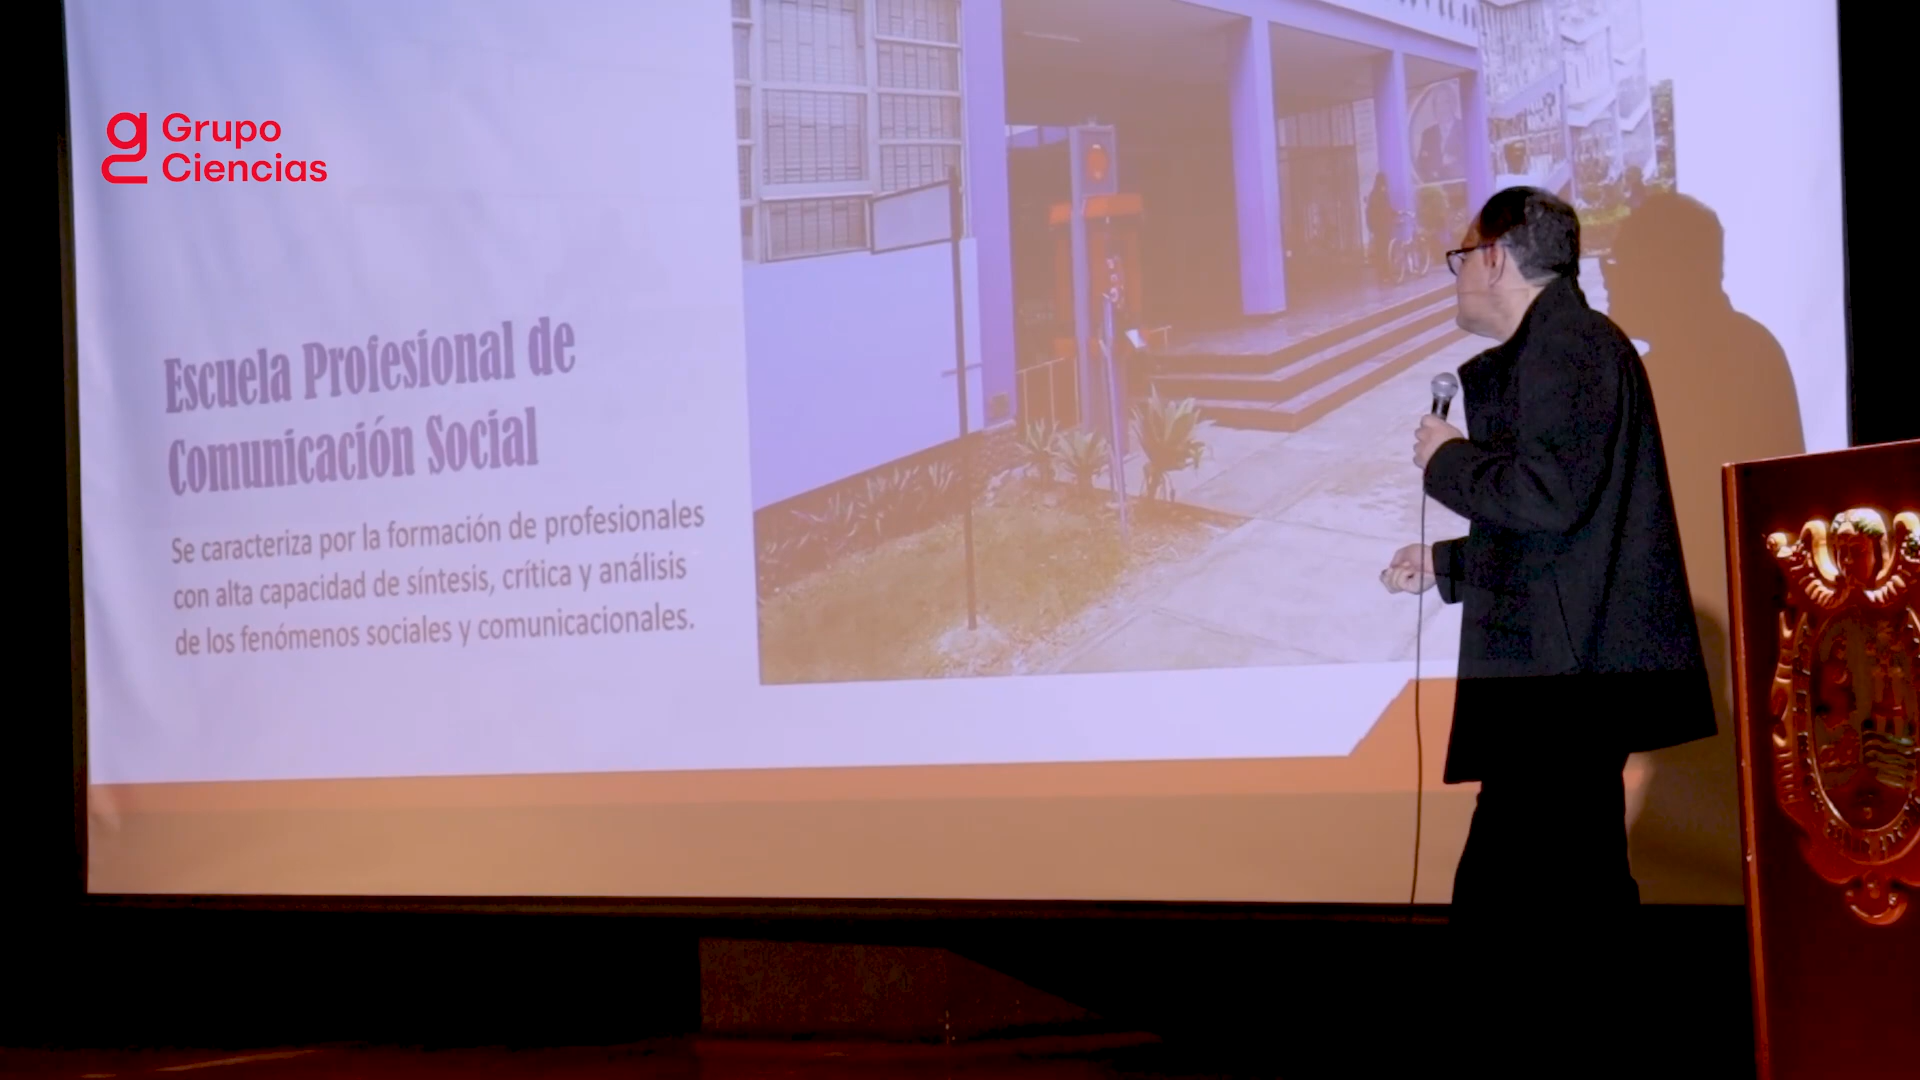 Grupo
Ciencias
Escuela Profesional de
Comunicación Social
Se caracteriza por la formación de profesionales
con alta capacidad de síntesis, crítica y análisis
de los fenómenos sociales y comunicacionales.